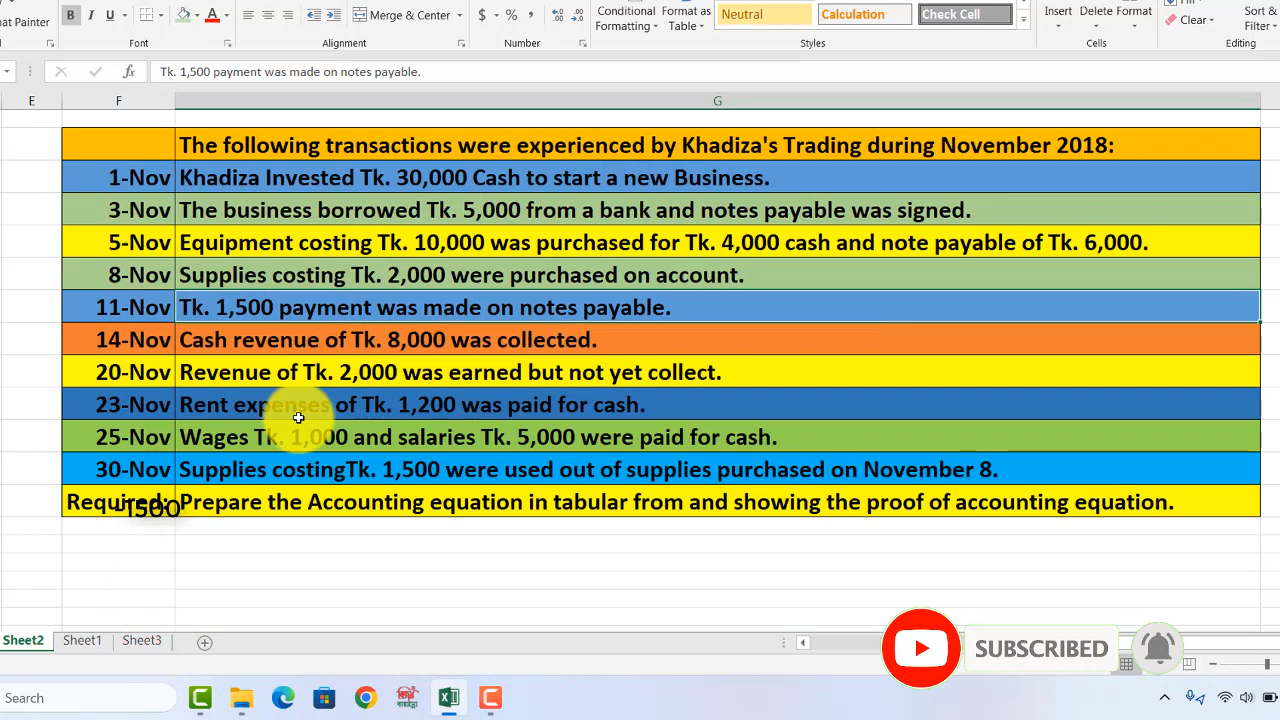 at Painter
B I U
Merge & Center
$ % ,
Conditional Formatting
Format as Table
Neutral
Calculation
Check Cell
Insert Delete Format
Clear
Sort & Filter
Font
Alignment
Number
Styles
Cells
Editing
fx Tk. 1,500 payment was made on notes payable.
E F G
The following transactions were experienced by Khadiza's Trading during November 2018:
1-Nov Khadiza Invested Tk. 30,000 Cash to start a new Business.
3-Nov The business borrowed Tk. 5,000 from a bank and notes payable was signed.
5-Nov Equipment costing Tk. 10,000 was purchased for Tk. 4,000 cash and note payable of Tk. 6,000.
8-Nov Supplies costing Tk. 2,000 were purchased on account.
11-Nov Tk. 1,500 payment was made on notes payable.
14-Nov Cash revenue of Tk. 8,000 was collected.
20-Nov Revenue of Tk. 2,000 was earned but not yet collect.
23-Nov Rent expenses of Tk. 1,200 was paid for cash.
25-Nov Wages Tk. 1,000 and salaries Tk. 5,000 were paid for cash.
30-Nov Supplies costingTk. 1,500 were used out of supplies purchased on November 8.
Required: Prepare the Accounting equation in tabular from and showing the proof of accounting equation.
-1500
Sheet2 Sheet1 Sheet3
SUBSCRIBED
Search